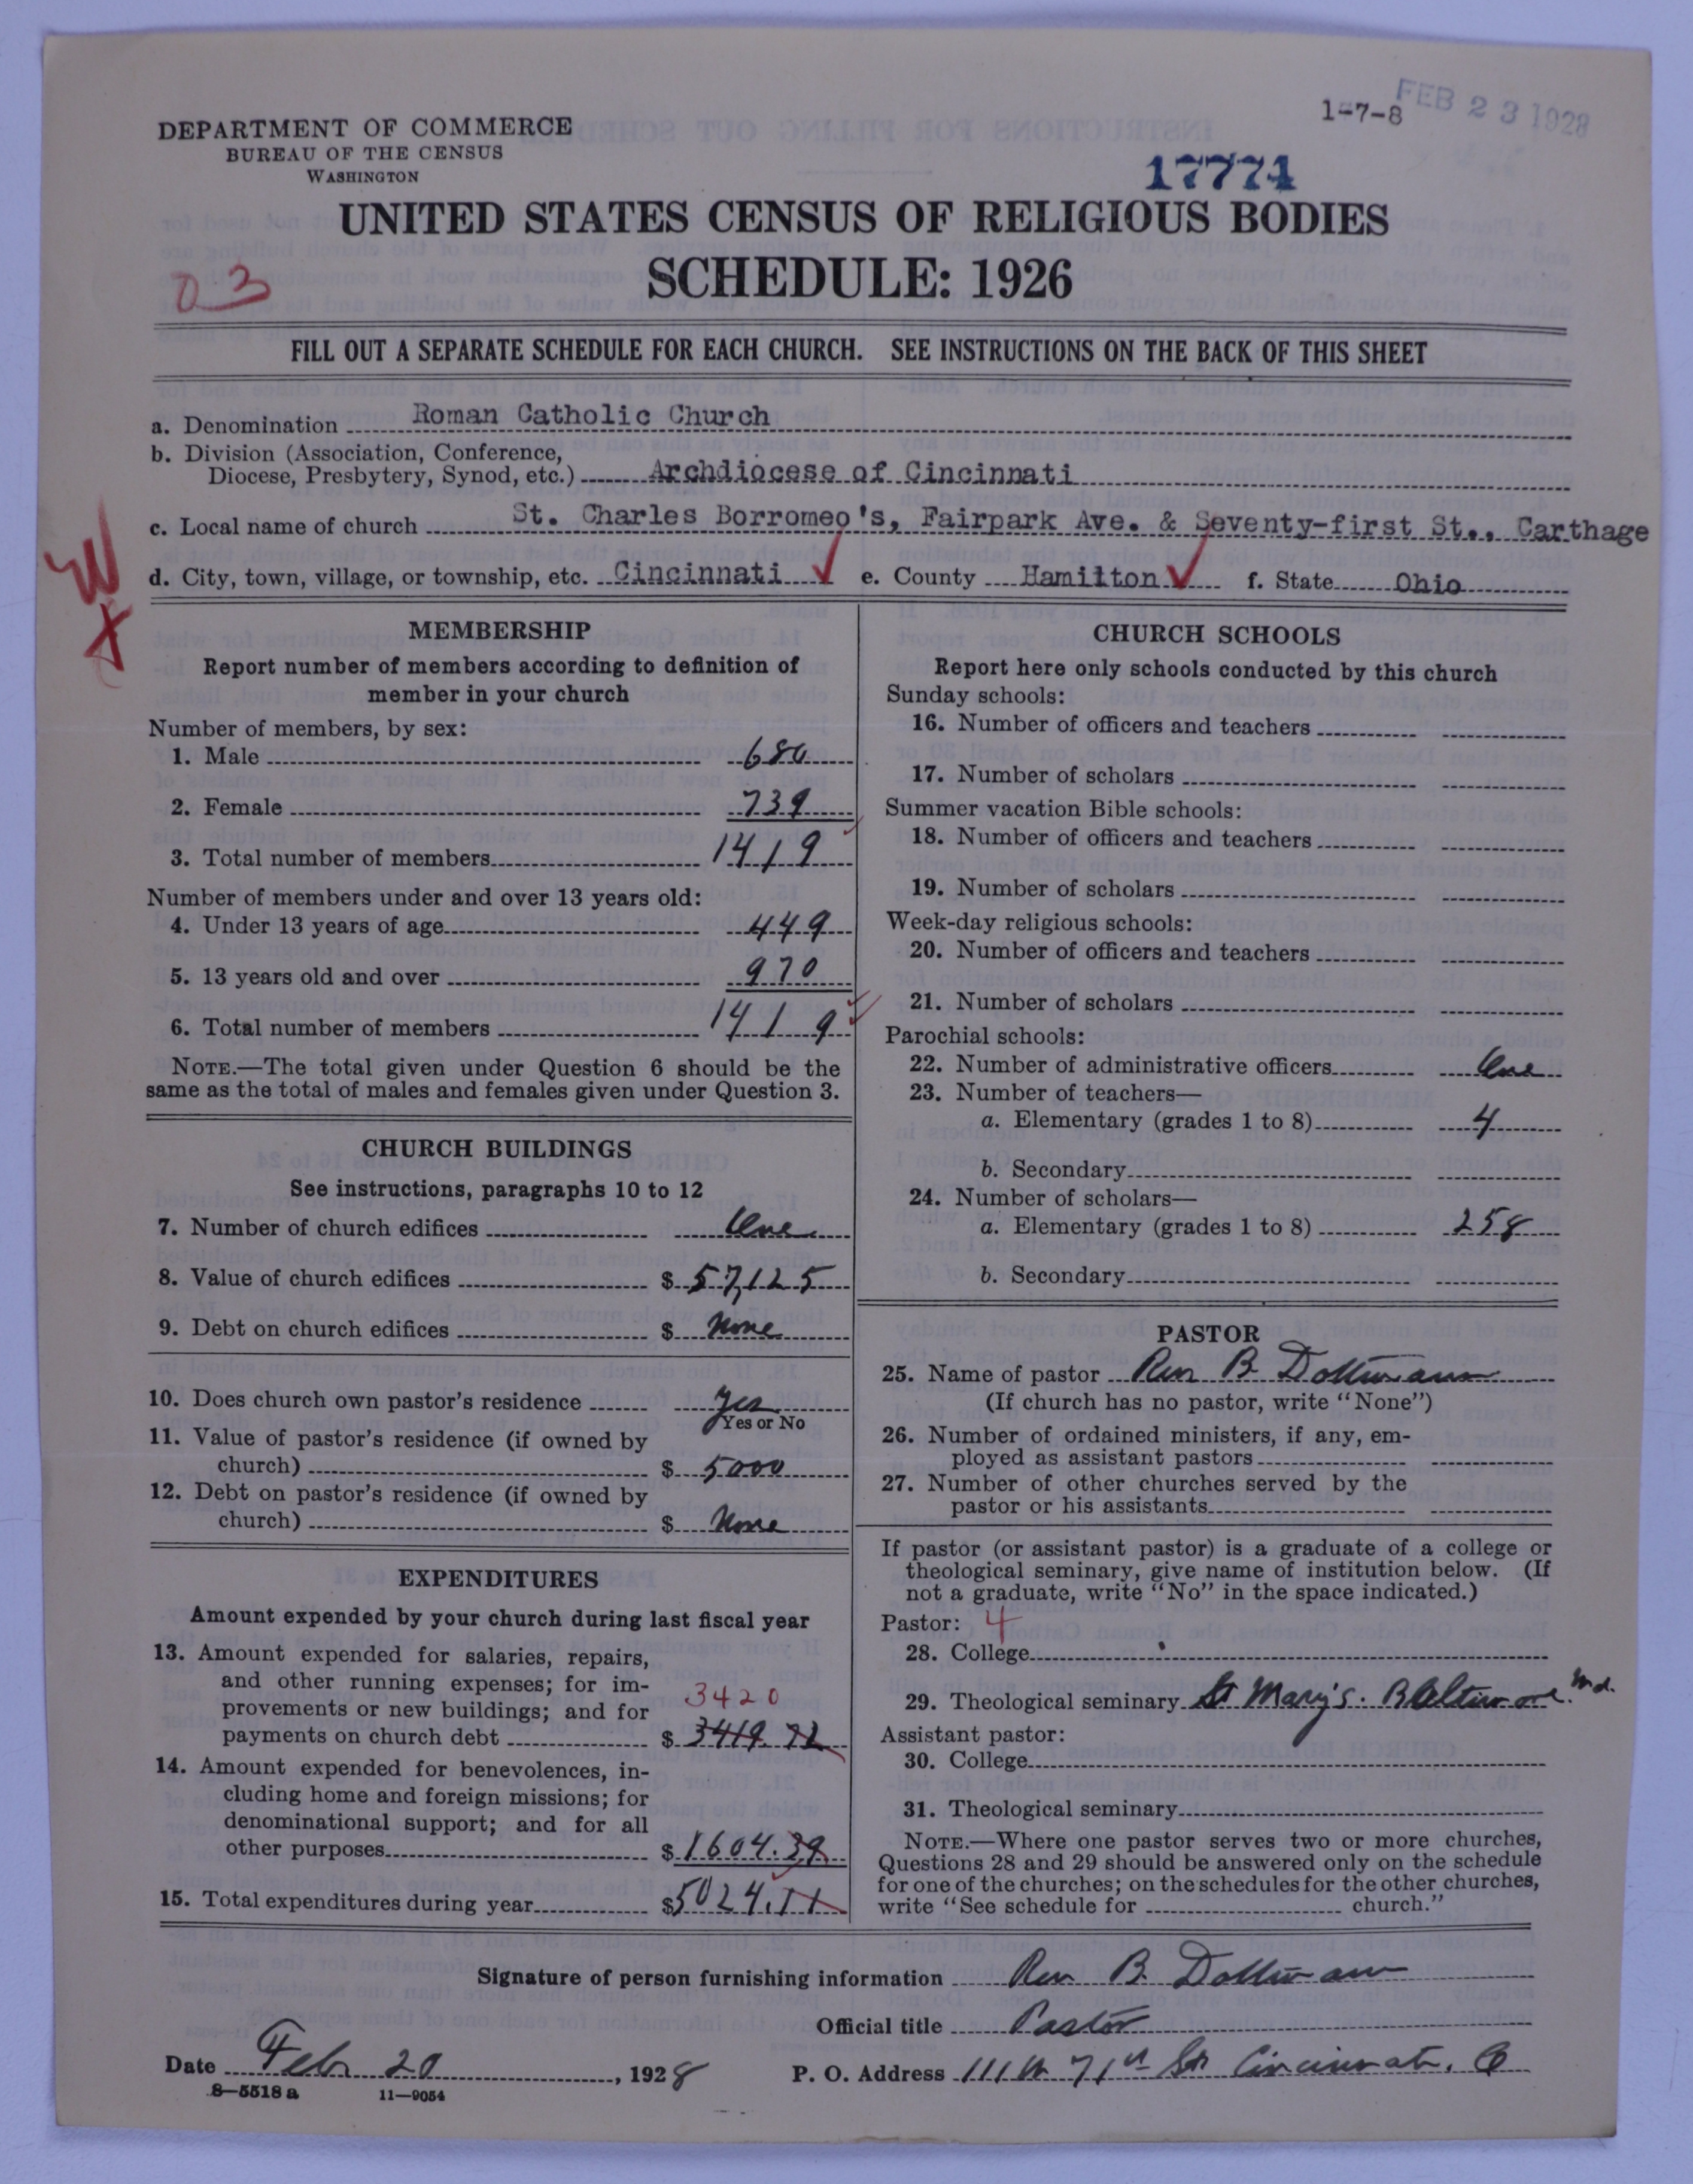 1-7-8 FEB 23 1928
DEPARTMENT OF COMMERCE
BUREAU OF THE CENSUS
WASHINGTON
17774
UNITED STATES CENSUS OF RELIGIOUS BODIES
SCHEDULE: 1926
03
FILL OUT A SEPARATE SCHEDULE FOR EACH CHURCH. SEE INSTRUCTIONS ON THE BACK OF THIS SHEET
a. Denomination Roman Catholic Church
b. Division (Association, Conference,
Diocese, Presbytery, Synod, etc.) Archdiocese of Cincinnati
c. Local name of church St. Charles Borromeo's, Fairpark Ave. & Seventy-first St., Carthage
d. City, town, village, or township, etc. Cincinnati ✓ e. County Hamilton ✓ f. State Ohio
W
X
MEMBERSHIP
Report number of members according to definition of
member in your church
Number of members, by sex:
1. Male 680
2. Female 739
3. Total number of members 1419
Number of members under and over 13 years old:
4. Under 13 years of age 449
5. 13 years old and over 970
6. Total number of members 1419
NOTE.—The total given under Question 6 should be the
same as the total of males and females given under Question 3.
CHURCH BUILDINGS
See instructions, paragraphs 10 to 12
7. Number of church edifices One
8. Value of church edifices $ 57,125
9. Debt on church edifices $ None
10. Does church own pastor's residence Yes
Yes or No
11. Value of pastor's residence (if owned by
church) $ 5000
12. Debt on pastor's residence (if owned by
church) $ None
EXPENDITURES
Amount expended by your church during last fiscal year
13. Amount expended for salaries, repairs,
and other running expenses; for im-
provements or new buildings; and for 3420
payments on church debt $ 3419.72
14. Amount expended for benevolences, in-
cluding home and foreign missions; for
denominational support; and for all
other purposes $ 1604.39
15. Total expenditures during year $ 5024.11
CHURCH SCHOOLS
Report here only schools conducted by this church
Sunday schools:
16. Number of officers and teachers
17. Number of scholars
Summer vacation Bible schools:
18. Number of officers and teachers
19. Number of scholars
Week-day religious schools:
20. Number of officers and teachers
21. Number of scholars
Parochial schools:
22. Number of administrative officers One
23. Number of teachers—
a. Elementary (grades 1 to 8) 4
b. Secondary
24. Number of scholars—
a. Elementary (grades 1 to 8) 258
b. Secondary
PASTOR
25. Name of pastor Rev B Dottmann
(If church has no pastor, write "None")
26. Number of ordained ministers, if any, em-
ployed as assistant pastors
27. Number of other churches served by the
pastor or his assistants
If pastor (or assistant pastor) is a graduate of a college or
theological seminary, give name of institution below. (If
not a graduate, write "No" in the space indicated.)
Pastor: 4
28. College
29. Theological seminary St Mary's. Baltimore. Md.
Assistant pastor:
30. College
31. Theological seminary
NOTE.—Where one pastor serves two or more churches,
Questions 28 and 29 should be answered only on the schedule
for one of the churches; on the schedules for the other churches,
write "See schedule for church."
Signature of person furnishing information Rev B. Dottmann
Official title Pastor
Date Feb 20, 1928 P. O. Address 111 W 71st St Cincinnati. O
8-5518 a 11-9054